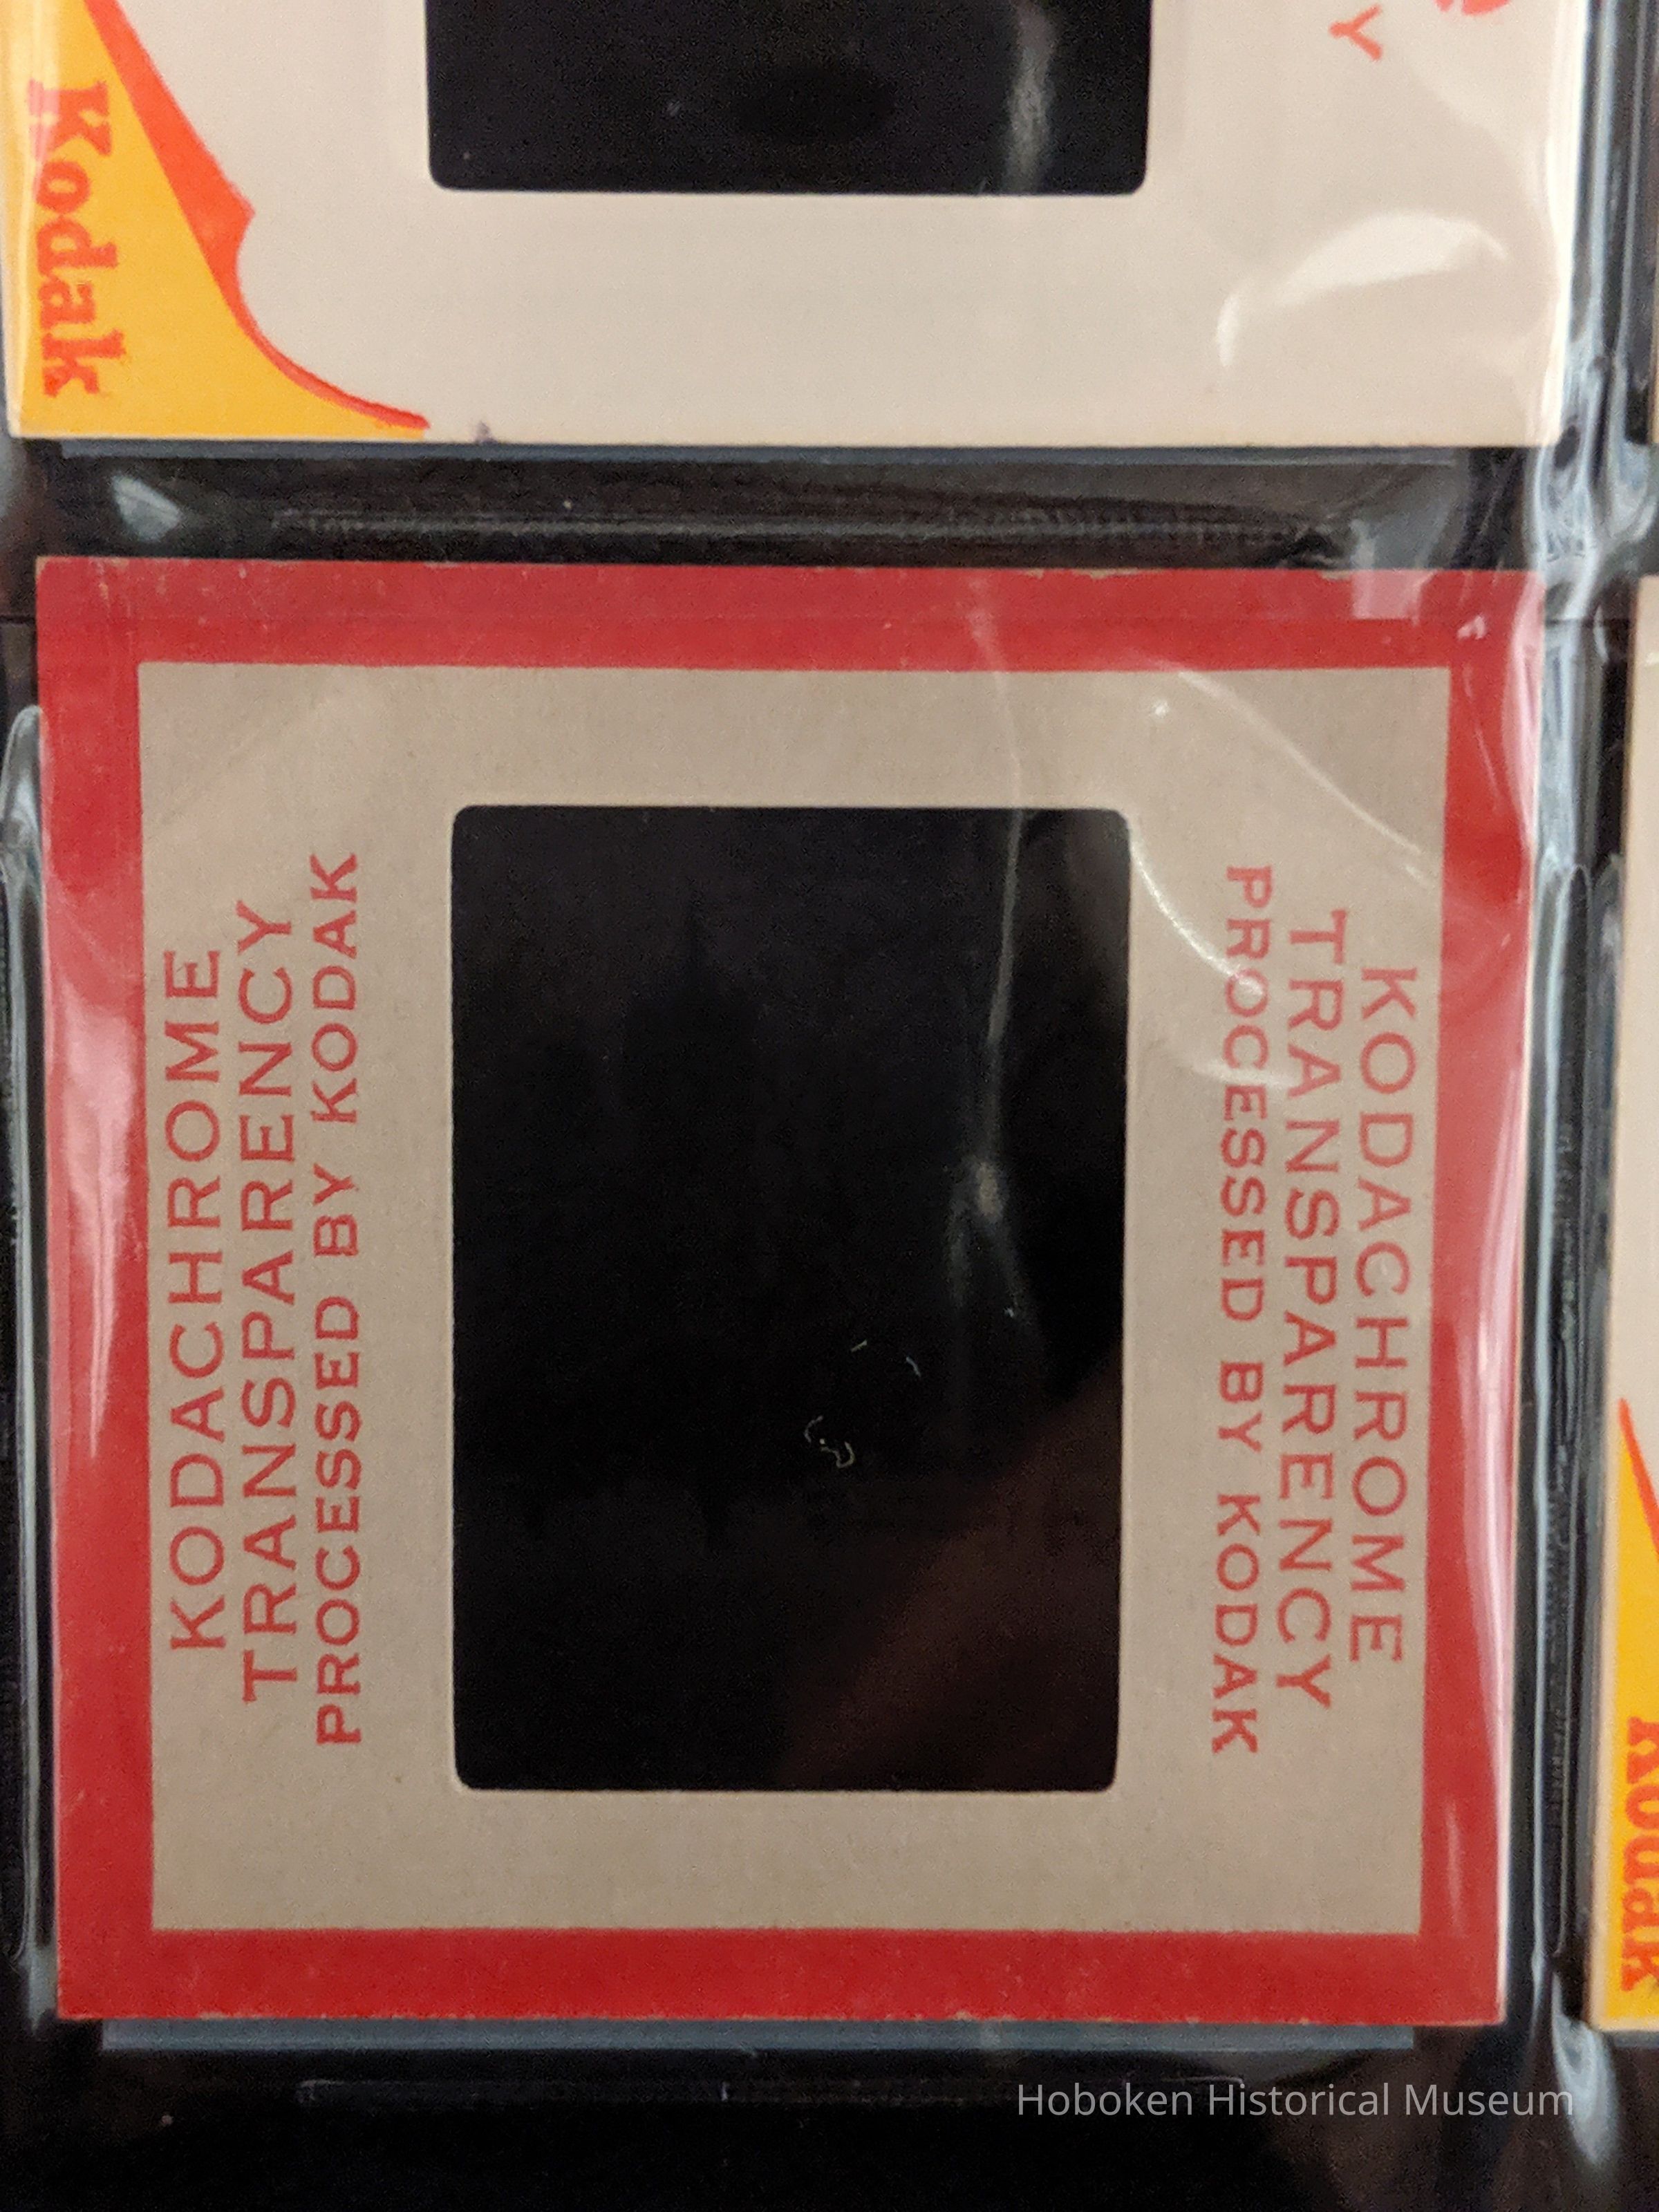 Kodak
Y
KODACHROME
TRANSPARENCY
PROCESSED BY KODAK
KODACHROME
TRANSPARENCY
PROCESSED BY KODAK
Kodak
Hoboken Historical Museum